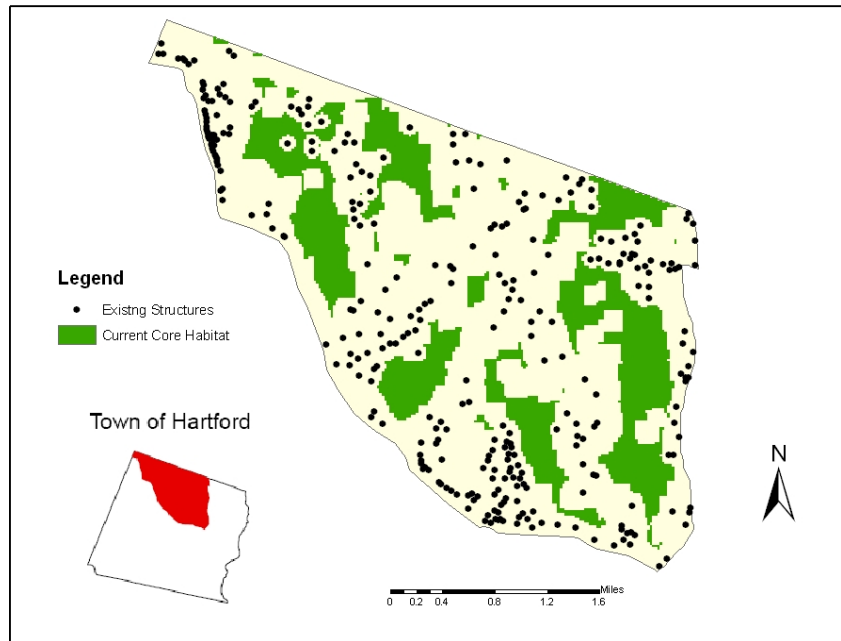 Legend
Existng Structures
Current Core Habitat
Town of Hartford
N
Miles
0 0.2 0.4 0.8 1.2 1.6